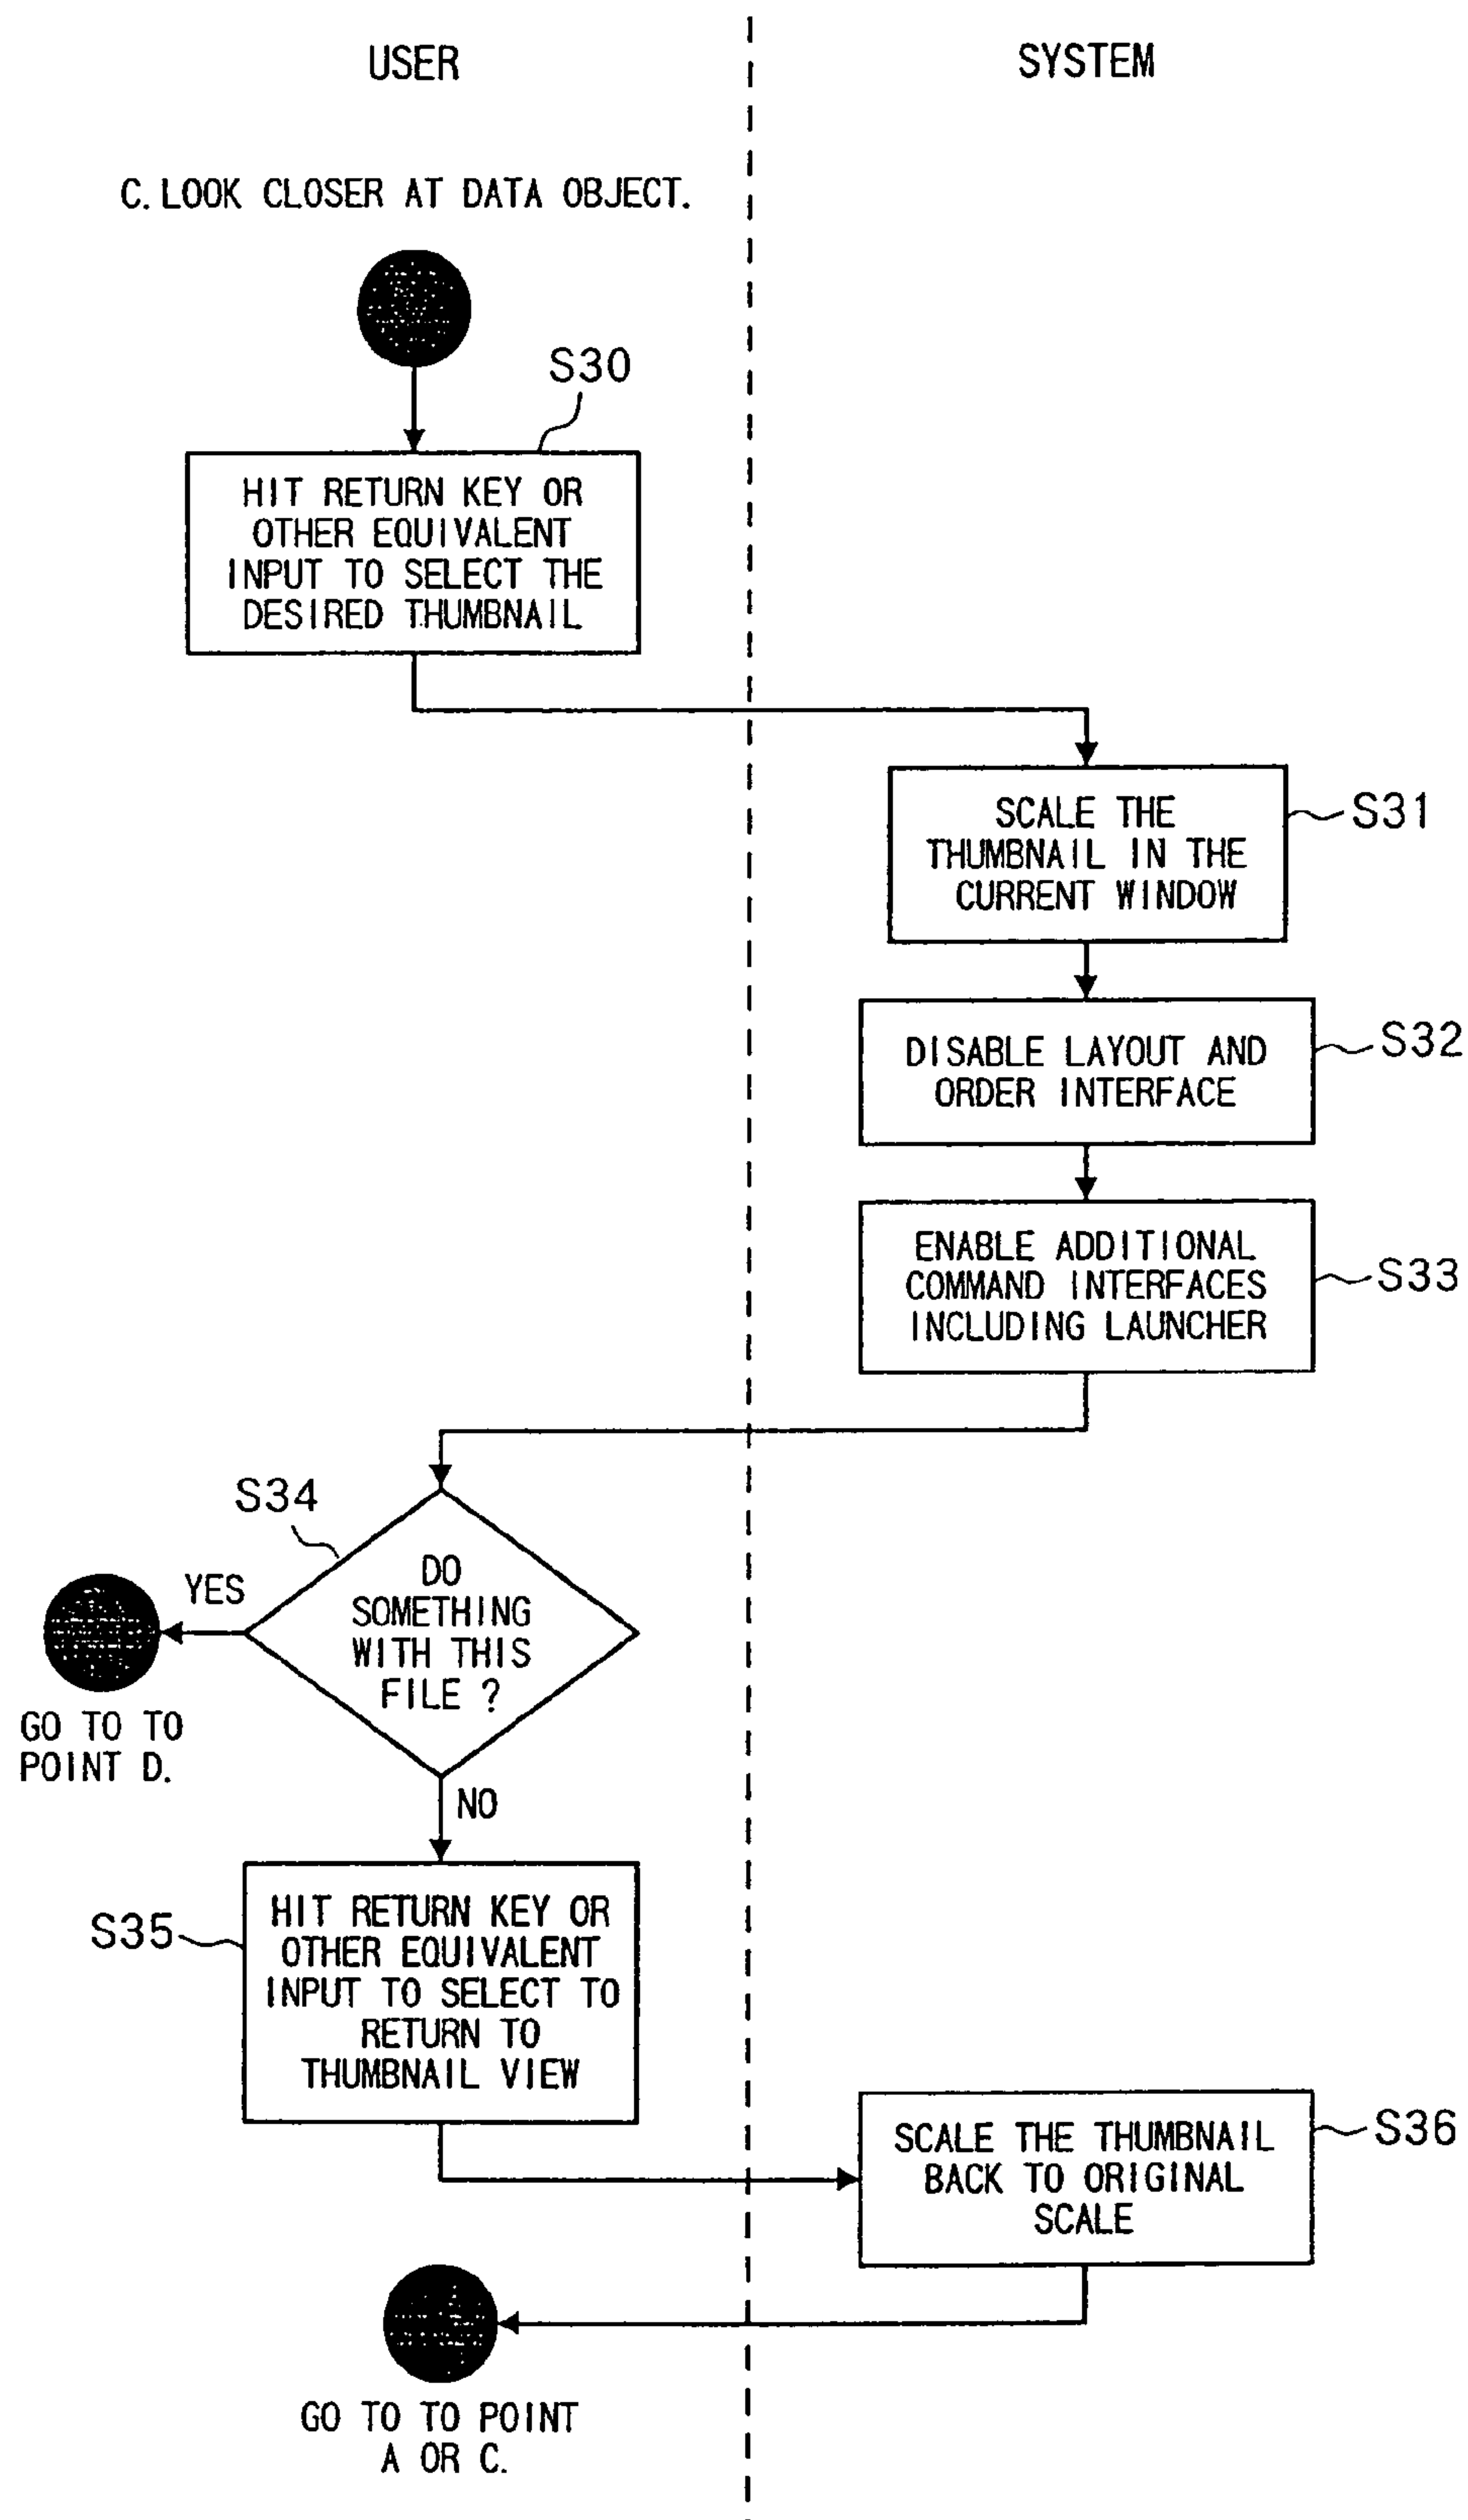 USER
SYSTEM
C. LOOK CLOSER AT DATA OBJECT.
S30
HIT RETURN KEY OR
OTHER EQUIVALENT
INPUT TO SELECT THE
DESIRED THUMBNAIL
SCALE THE
THUMBNAIL IN THE
CURRENT WINDOW
S31
DISABLE LAYOUT AND
ORDER INTERFACE
S32
ENABLE ADDITIONAL
COMMAND INTERFACES
INCLUDING LAUNCHER
S33
S34
DO
SOMETHING
WITH THIS
FILE ?
YES
GO TO TO
POINT D.
NO
S35
HIT RETURN KEY OR
OTHER EQUIVALENT
INPUT TO SELECT TO
RETURN TO
THUMBNAIL VIEW
SCALE THE THUMBNAIL
BACK TO ORIGINAL
SCALE
S36
GO TO TO POINT
A OR C.